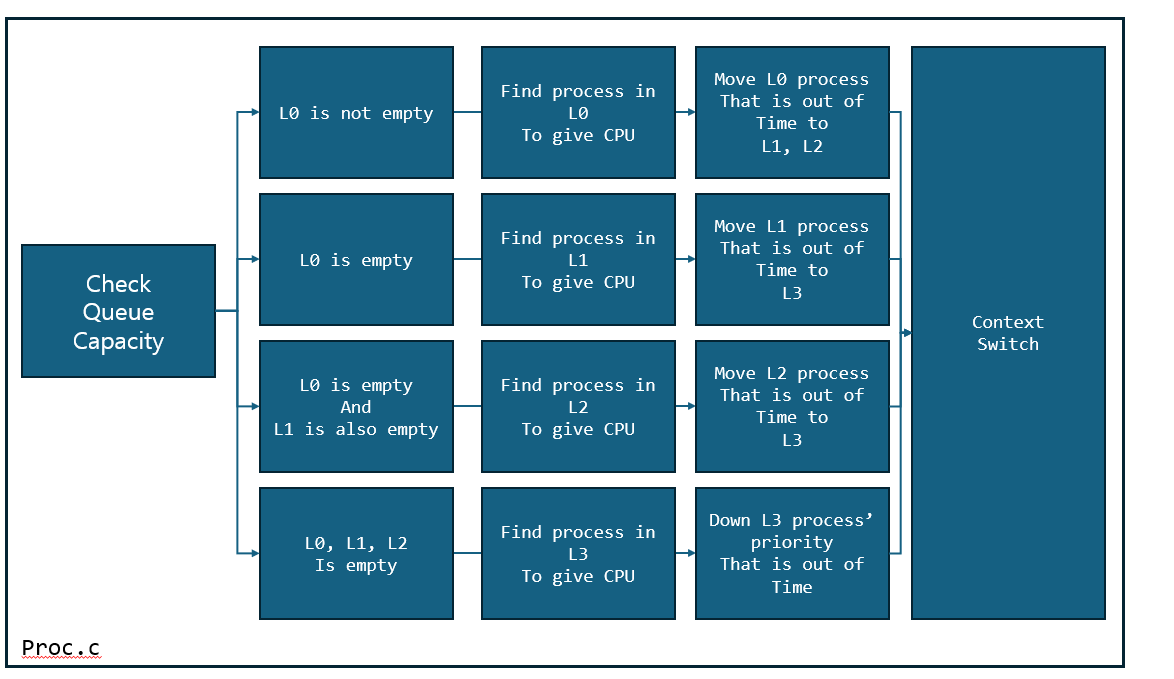 Check
Queue
Capacity
L0 is not empty
Find process in
L0
To give CPU
Move L0 process
That is out of
Time to
L1, L2
L0 is empty
Find process in
L1
To give CPU
Move L1 process
That is out of
Time to
L3
L0 is empty
And
L1 is also empty
Find process in
L2
To give CPU
Move L2 process
That is out of
Time to
L3
L0, L1, L2
Is empty
Find process in
L3
To give CPU
Down L3 process’
priority
That is out of
Time
Context
Switch
Proc.c